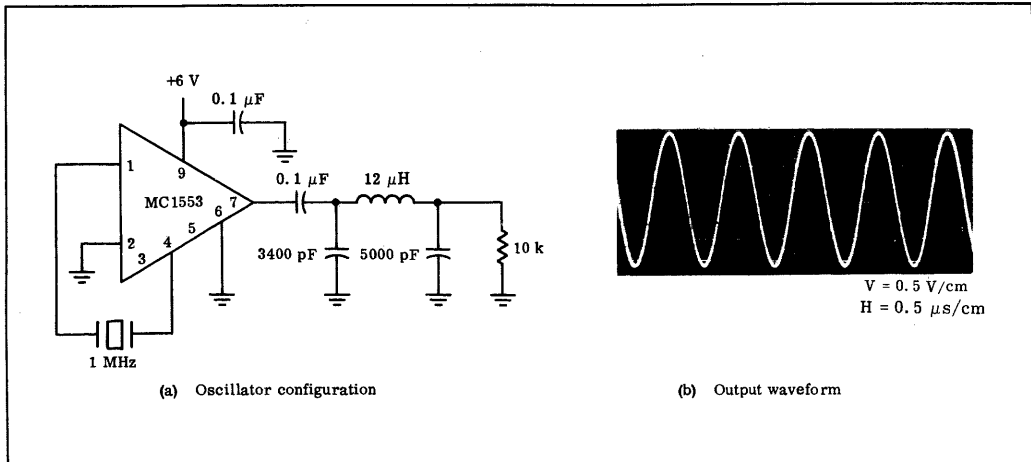 +6 V
0.1 μF
1
9
MC1553
7
6
5
4
2
3
0.1 μF
12 μH
3400 pF
5000 pF
10 k
1 MHz
V = 0.5 V/cm
H = 0.5 μs/cm
(a) Oscillator configuration
(b) Output waveform